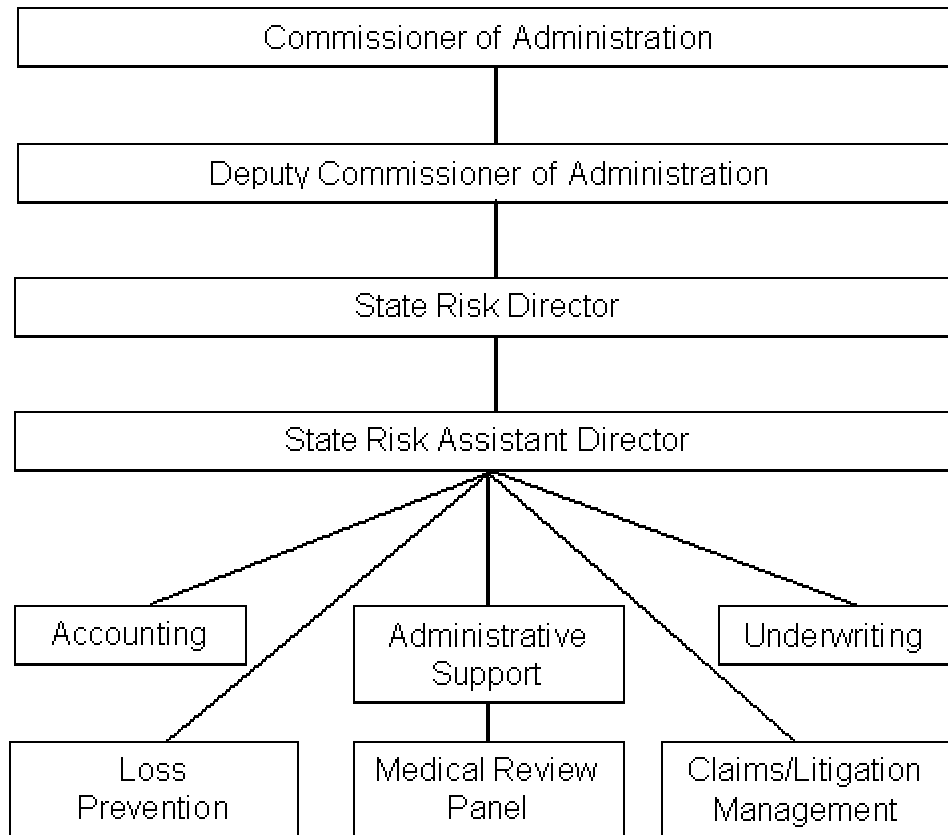 Commissioner of Administration
Deputy Commissioner of Administration
State Risk Director
State Risk Assistant Director
Accounting
Administrative
Support
Underwriting
Loss
Prevention
Medical Review
Panel
Claims/Litigation
Management